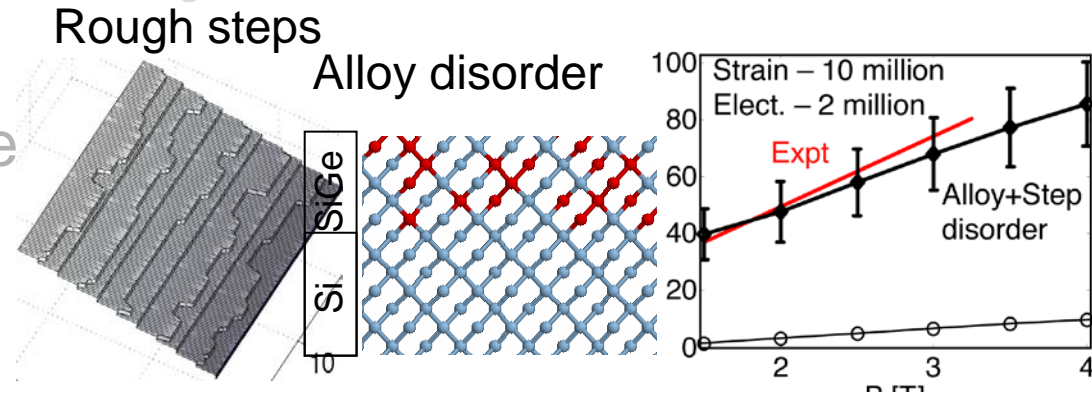 Rough steps
Alloy disorder
SiGe
Si
10
100
80
60
40
20
0
Strain – 10 million
Elect. – 2 million
Expt
Alloy+Step
disorder
2
3
4